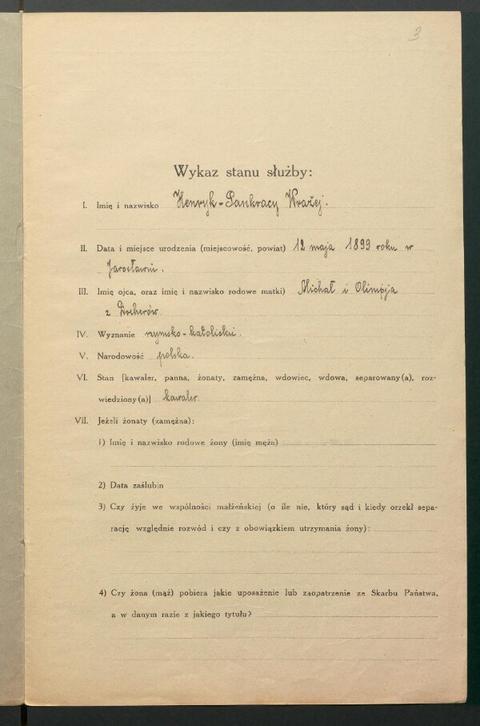 3
Wykaz stanu służby:
I. Imię i nazwisko Henryk-Pankracy Wrażej.
II. Data i miejsce urodzenia (miejscowość, powiat) 12 maja 1899 roku w
Jarosławiu.
III. Imię ojca, oraz imię i nazwisko rodowe matki) Michał i Olimpja
z Dreherów
IV. Wyznanie rzymsko-katolickie.
V. Narodowość polska.
VI. Stan [kawaler, panna, żonaty, zamężna, wdowiec, wdowa, separowany(a), roz-
wiedziony(a)] kawaler.
VII. Jeżeli żonaty (zamężna):
1) Imię i nazwisko rodowe żony (imię męża)
2) Data zaślubin
3) Czy żyje we wspólności małżeńskiej (o ile nie, który sąd i kiedy orzekł sepa-
rację względnie rozwód i czy z obowiązkiem utrzymania żony):
4) Czy żona (mąż) pobiera jakie uposażenie lub zaopatrzenie ze Skarbu Państwa,
a w danym razie z jakiego tytułu?